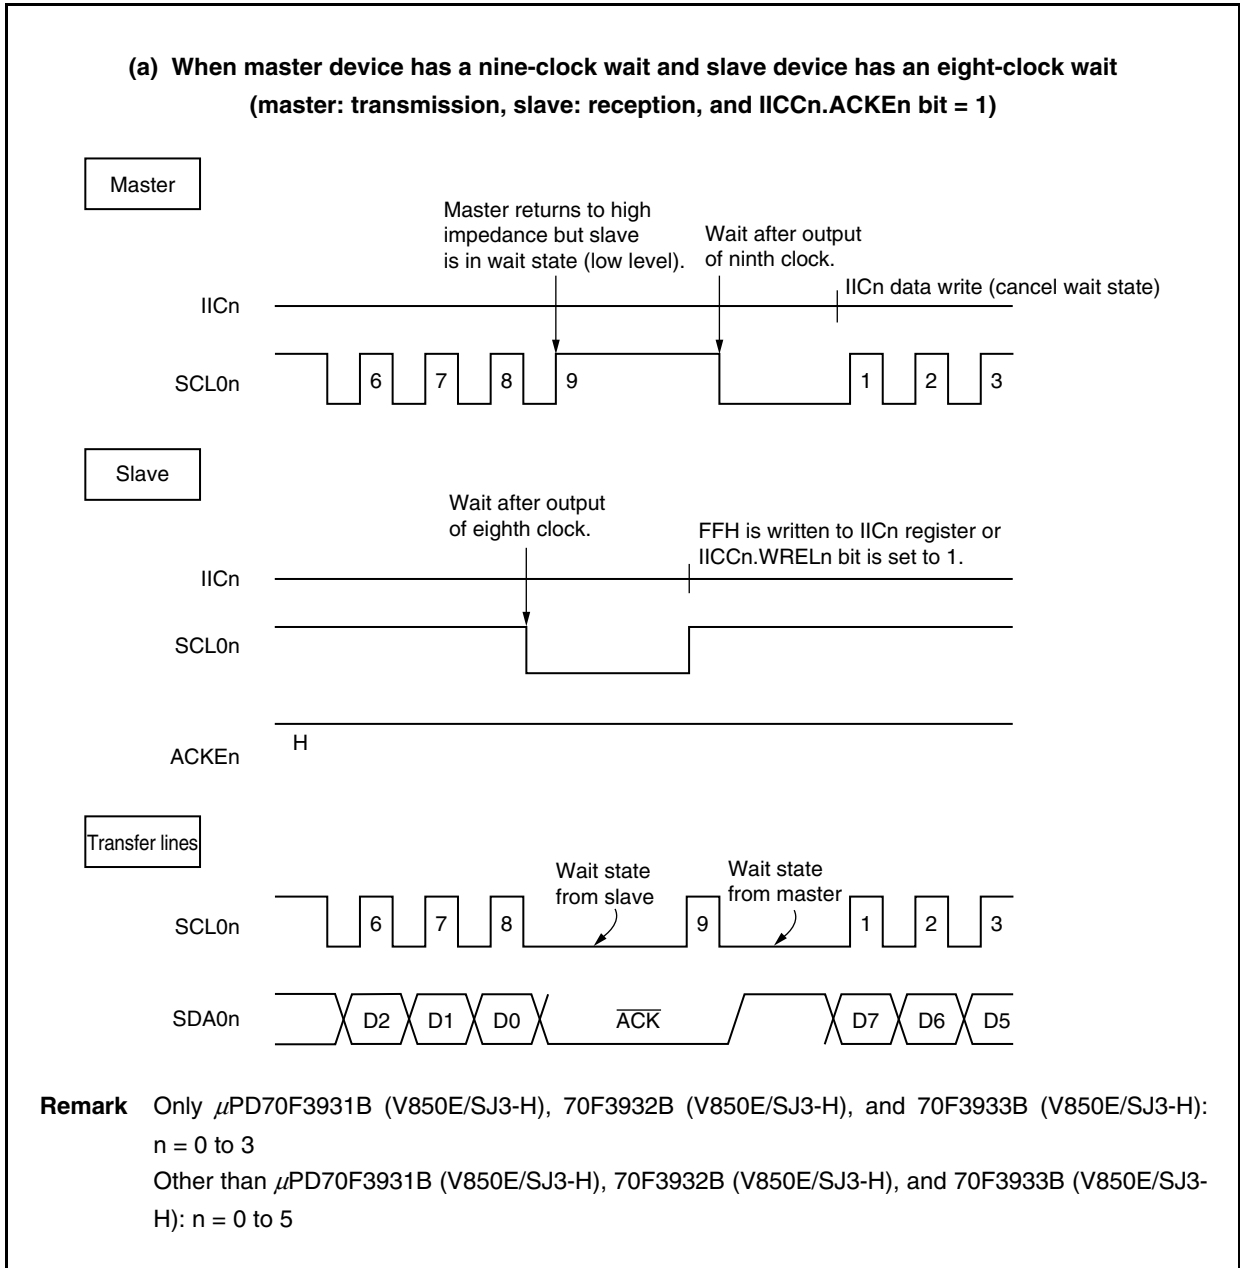 (a) When master device has a nine-clock wait and slave device has an eight-clock wait
(master: transmission, slave: reception, and IICCn.ACKEn bit = 1)
Master
Master returns to high
impedance but slave
is in wait state (low level).
Wait after output
of ninth clock.
IICn data write (cancel wait state)
IICn
SCL0n
6 7 8 9 1 2 3
Slave
Wait after output
of eighth clock.
FFH is written to IICn register or
IICCn.WRELn bit is set to 1.
IICn
SCL0n
H
ACKEn
Transfer lines
Wait state
from slave
Wait state
from master
SCL0n
6 7 8 9 1 2 3
SDA0n
D2 D1 D0 ACK D7 D6 D5
Remark Only μPD70F3931B (V850E/SJ3-H), 70F3932B (V850E/SJ3-H), and 70F3933B (V850E/SJ3-H):
n = 0 to 3
Other than μPD70F3931B (V850E/SJ3-H), 70F3932B (V850E/SJ3-H), and 70F3933B (V850E/SJ3-
H): n = 0 to 5